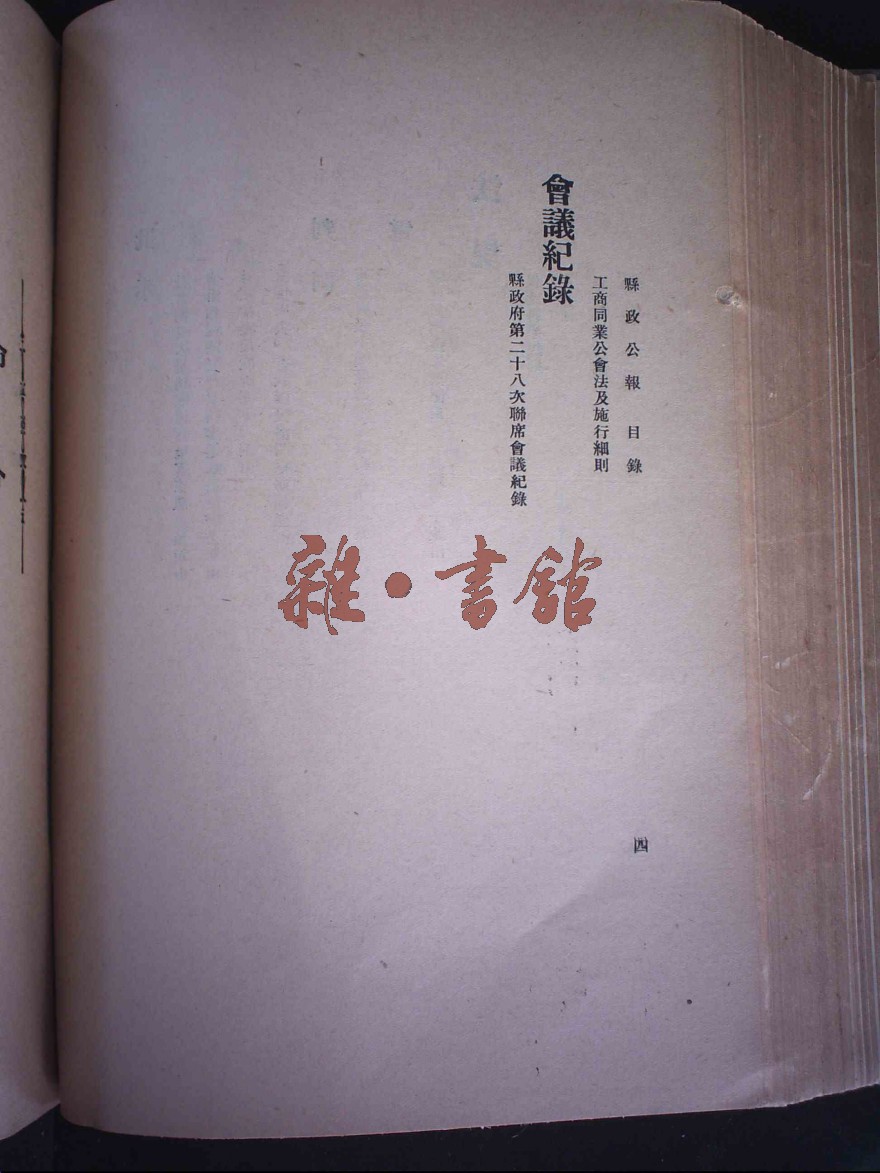 縣政公報目錄
四
工商同業公會法及施行細則
會議紀錄
縣政府第二十八次聯席會議紀錄
雜·書館